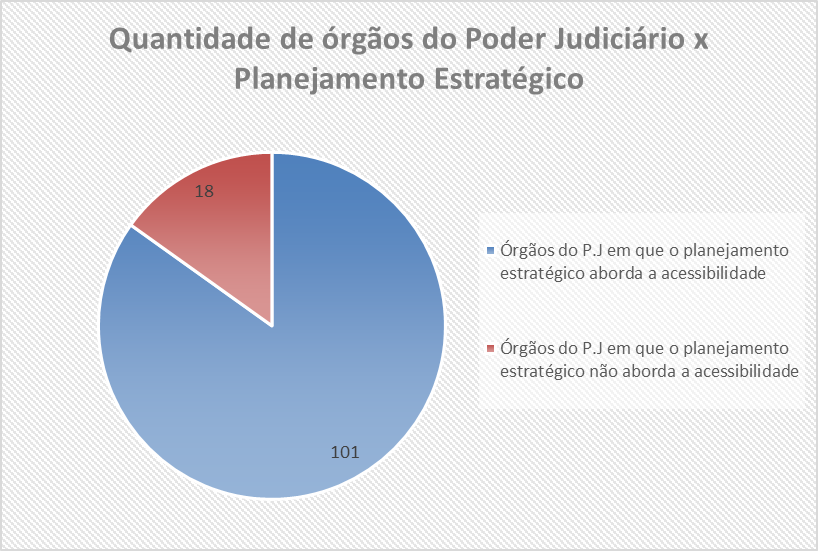 Quantidade de órgãos do Poder Judiciário x
Planejamento Estratégico
18
101
Órgãos do P.J em que o planejamento
estratégico aborda a acessibilidade
Órgãos do P.J em que o planejamento
estratégico não aborda a acessibilidade